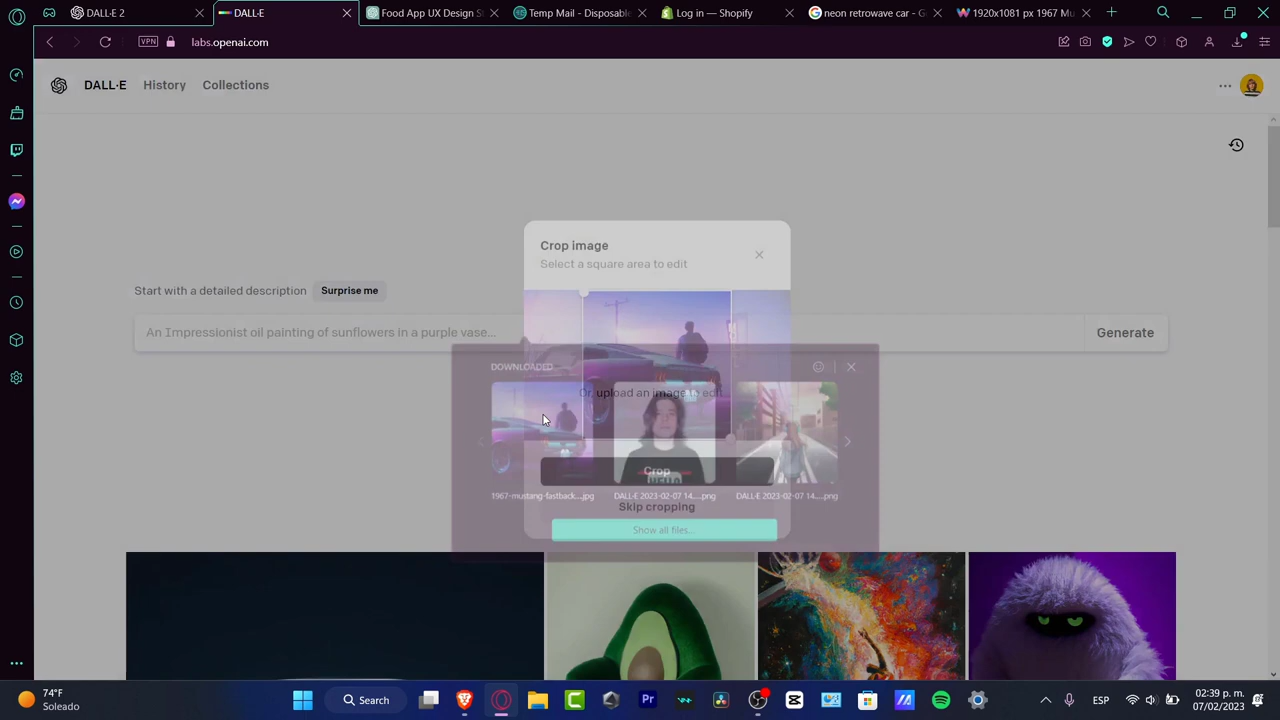 DALL·E
DALL·E
Food App UX Design S
Temp Mail - Disposable
Log in — Shopify
neon retrowave car - G
1920x1081 px 1967 Mu
VPN
labs.openai.com
DALL·E
History
Collections
Crop image
Select a square area to edit
Start with a detailed description
Surprise me
An Impressionist oil painting of sunflowers in a purple vase...
Generate
DOWNLOADED
Or, upload an image to edit
Crop
1967-mustang-fastback...jpg
DALL·E 2023-02-07 14....png
DALL·E 2023-02-07 14....png
Skip cropping
Show all files...
74°F
Soleado
Search
Pr
ESP
02:39 p. m.
07/02/2023